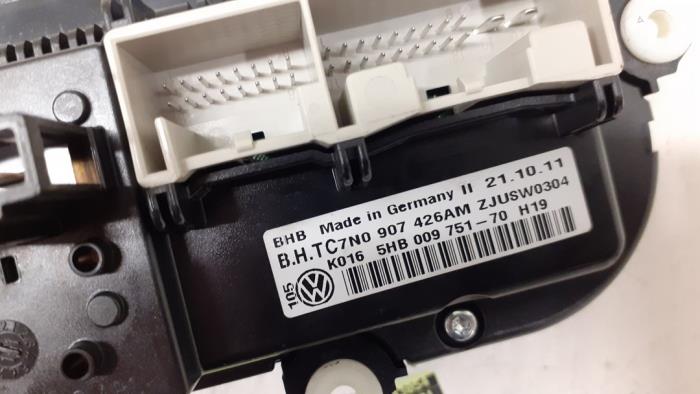 BHB Made in Germany II 21.10.11
B.H.TC7N0 907 426AM ZJUSW0304
K016 5HB 009 751-70 H19
105